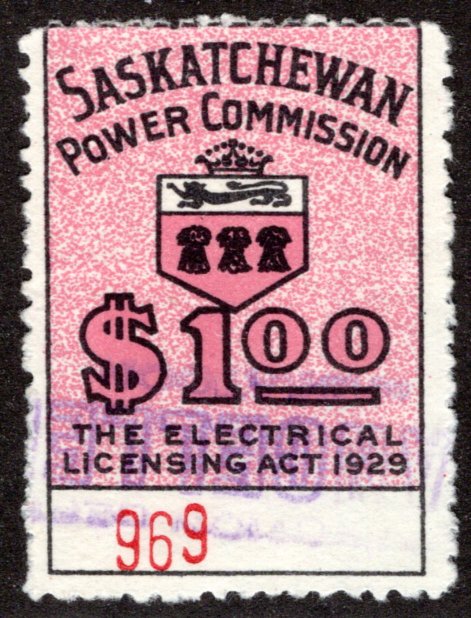 SASKATCHEWAN
POWER COMMISSION
$1.00
THE ELECTRICAL
LICENSING ACT 1929
969